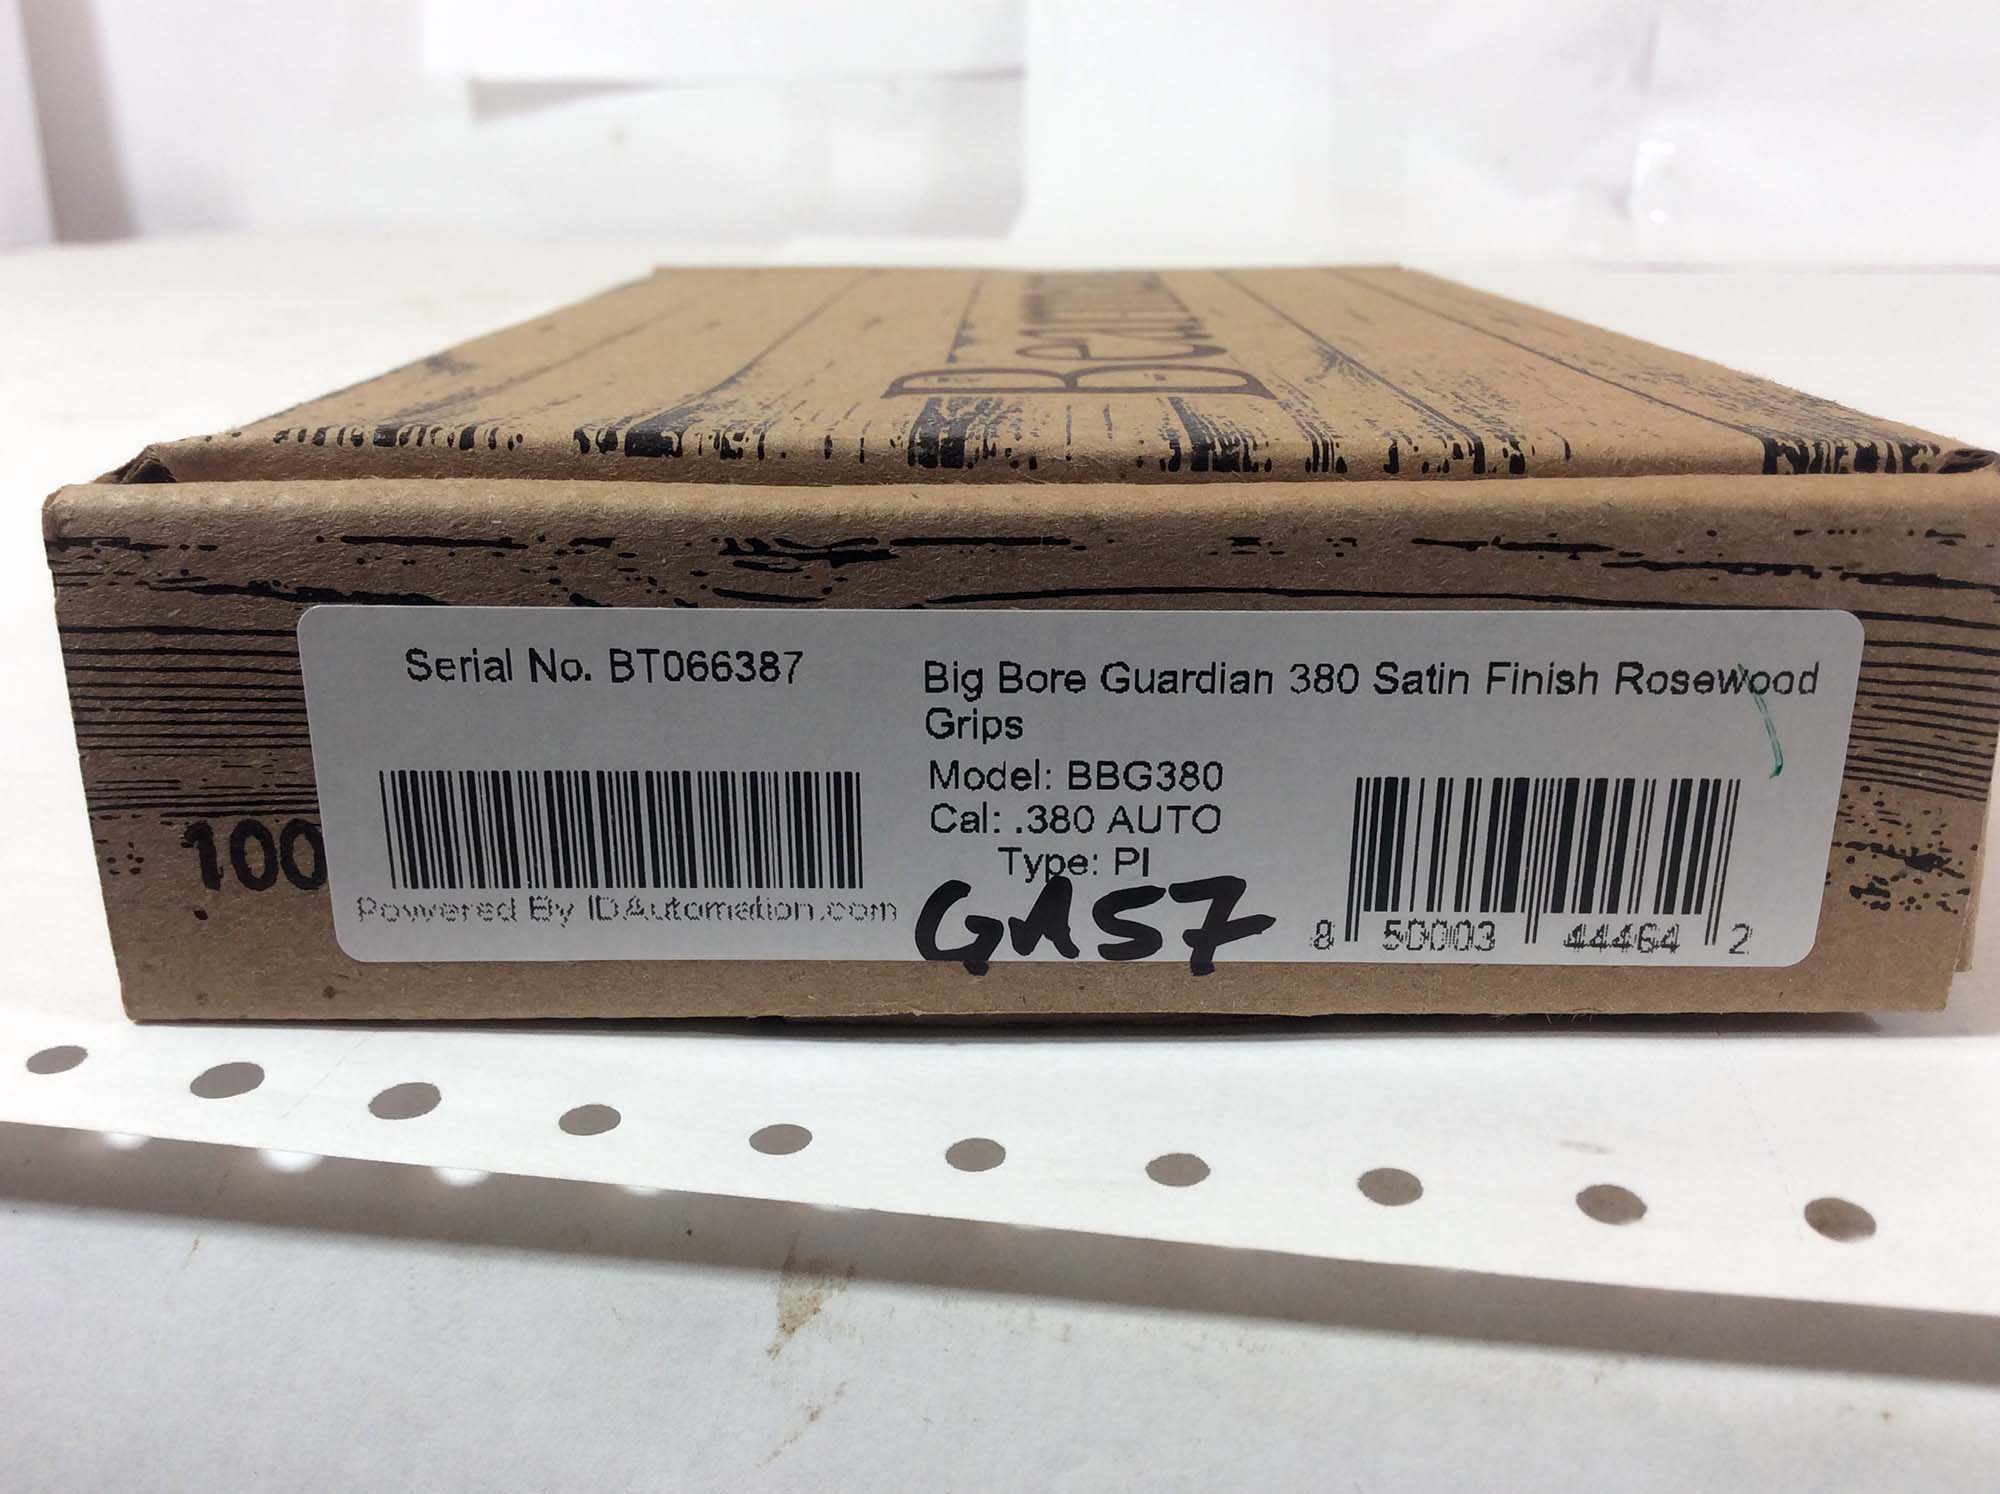 Serial No. BT066387
Big Bore Guardian 380 Satin Finish Rosewood
Grips
Model: BBG380
Cal: .380 AUTO
Type: PI
100
Powered By IDAutomation.com
GA57
8 50003 44464 2